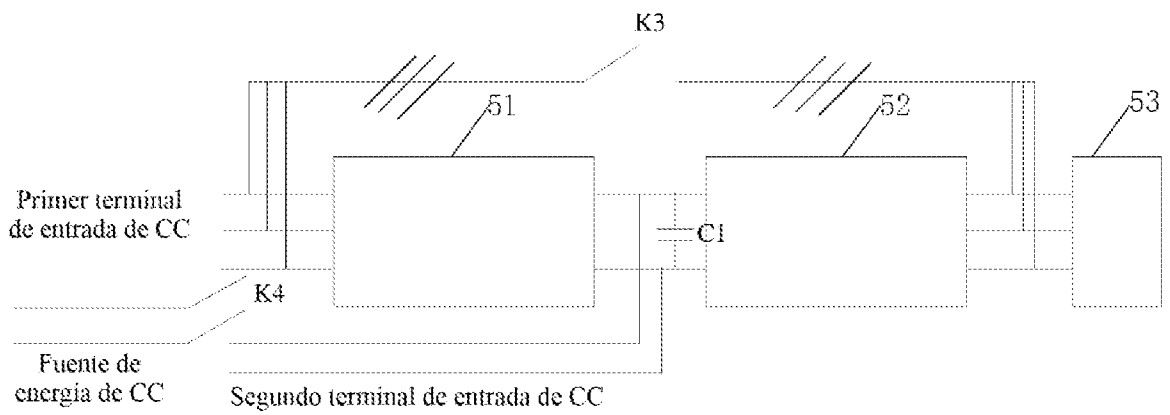 K3
51
52
53
Primer terminal
de entrada de CC
C1
K4
Fuente de
energía de CC
Segundo terminal de entrada de CC